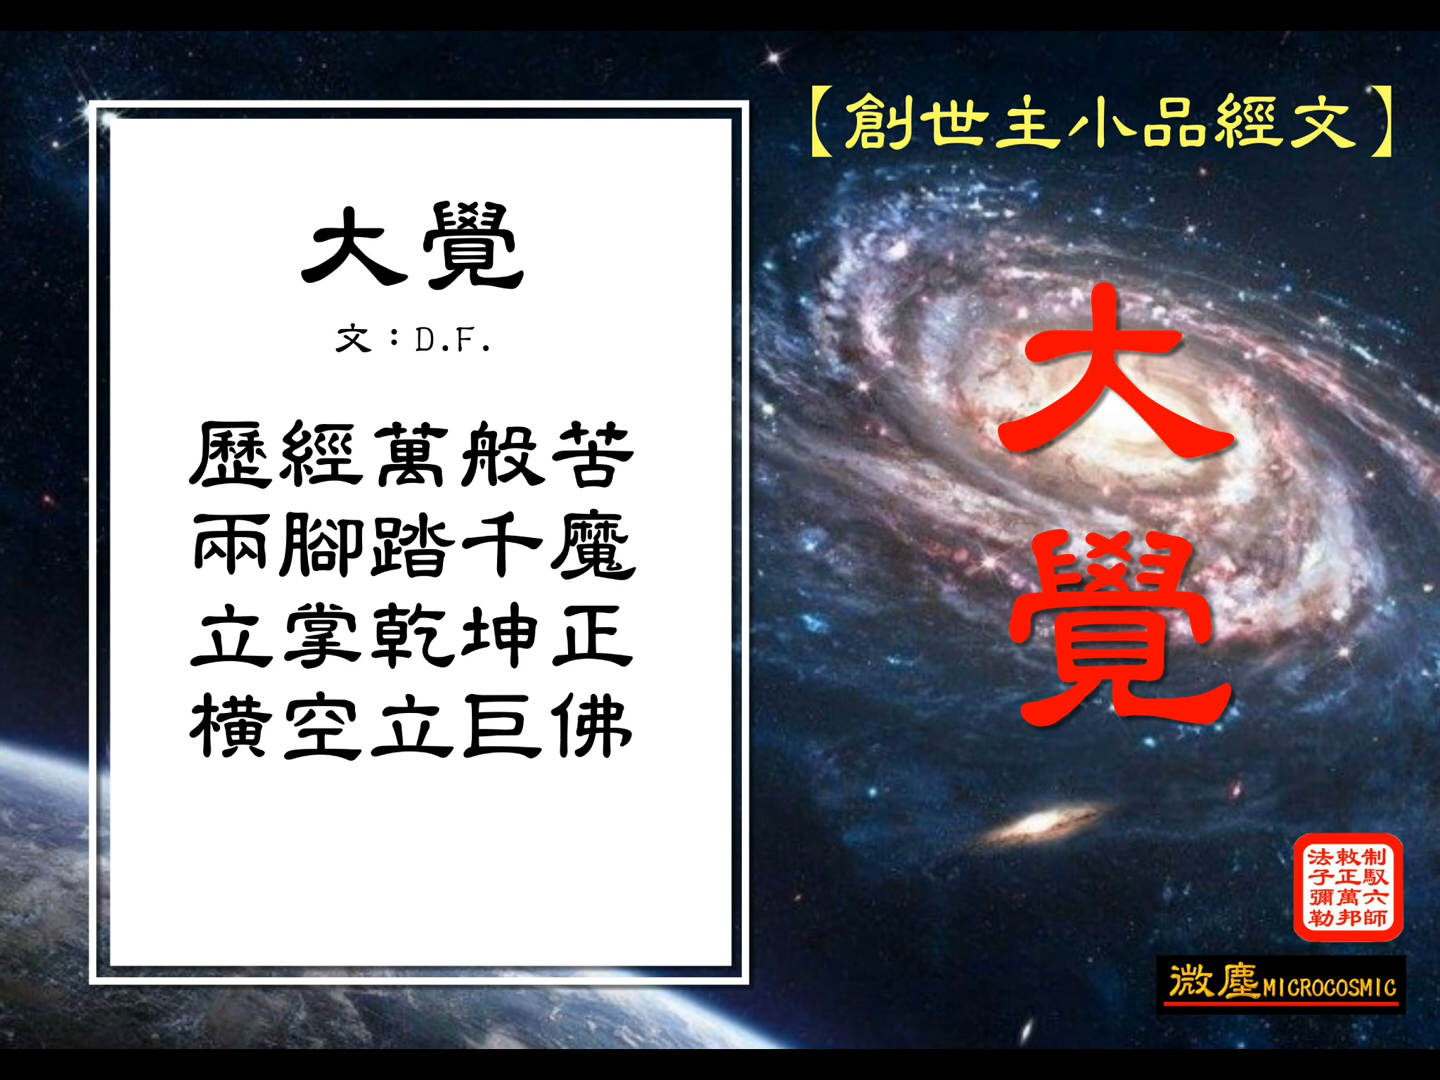 【創世主小品經文】
大覺
文：D.F.
歷經萬般苦
兩腳踏千魔
立掌乾坤正
橫空立巨佛
大
覺
制馭六師
敕正萬邦
法子彌勒
微塵MICROCOSMIC